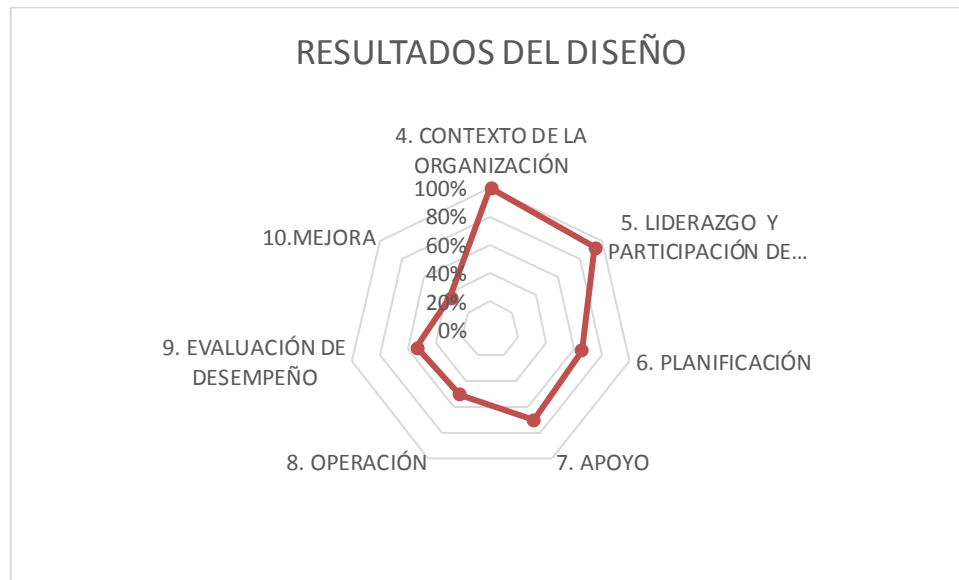 RESULTADOS DEL DISEÑO
4. CONTEXTO DE LA
ORGANIZACIÓN
100%
80%
60%
40%
20%
0%
5. LIDERAZGO Y
PARTICIPACIÓN DE...
6. PLANIFICACIÓN
7. APOYO
8. OPERACIÓN
9. EVALUACIÓN DE
DESEMPEÑO
10.MEJORA